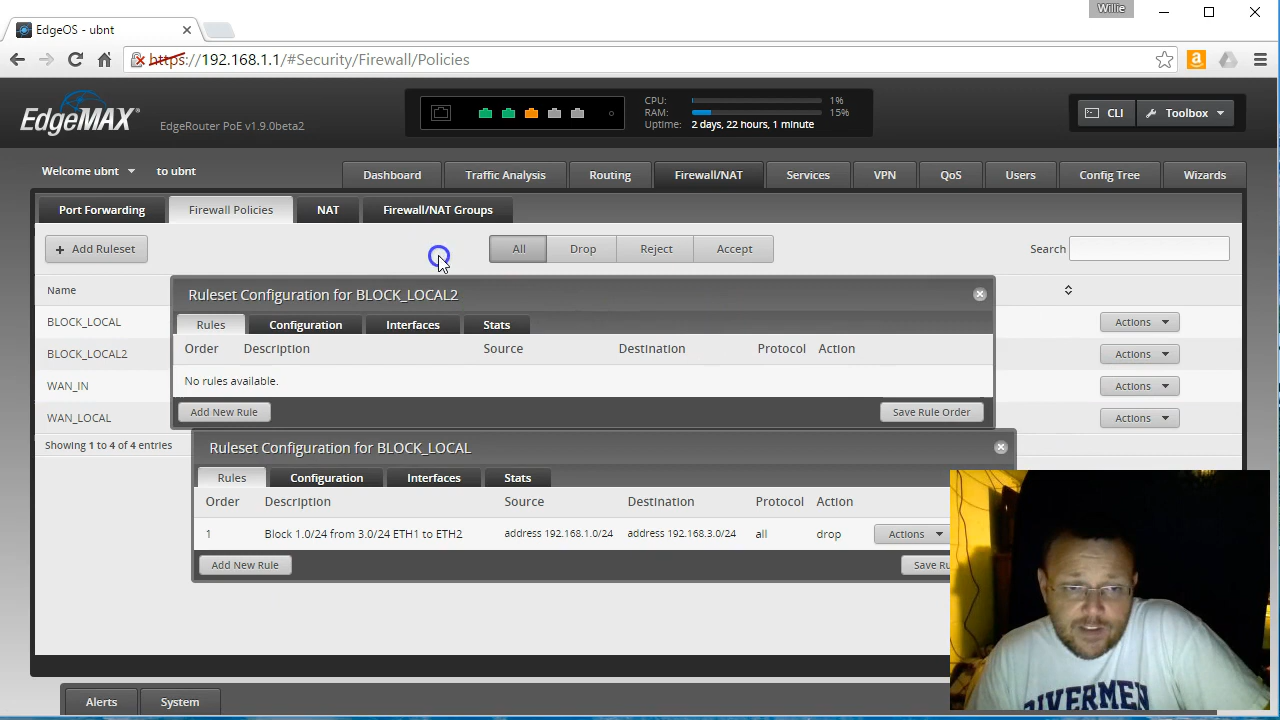 Willie
EdgeOS - ubnt
https://192.168.1.1/#Security/Firewall/Policies
EdgeMAX
EdgeRouter PoE v1.9.0beta2
CPU: 1%
RAM: 15%
Uptime: 2 days, 22 hours, 1 minute
CLI Toolbox
Welcome ubnt to ubnt
Dashboard Traffic Analysis Routing Firewall/NAT Services VPN QoS Users Config Tree Wizards
Port Forwarding Firewall Policies NAT Firewall/NAT Groups
+ Add Ruleset All Drop Reject Accept Search
Name
BLOCK_LOCAL Actions
BLOCK_LOCAL2 Actions
WAN_IN Actions
WAN_LOCAL Actions
Showing 1 to 4 of 4 entries
Ruleset Configuration for BLOCK_LOCAL2
Rules Configuration Interfaces Stats
Order Description Source Destination Protocol Action
No rules available.
Add New Rule Save Rule Order
Ruleset Configuration for BLOCK_LOCAL
Rules Configuration Interfaces Stats
Order Description Source Destination Protocol Action
1 Block 1.0/24 from 3.0/24 ETH1 to ETH2 address 192.168.1.0/24 address 192.168.3.0/24 all drop Actions
Add New Rule Save Ru
RIVERMEN
Alerts System